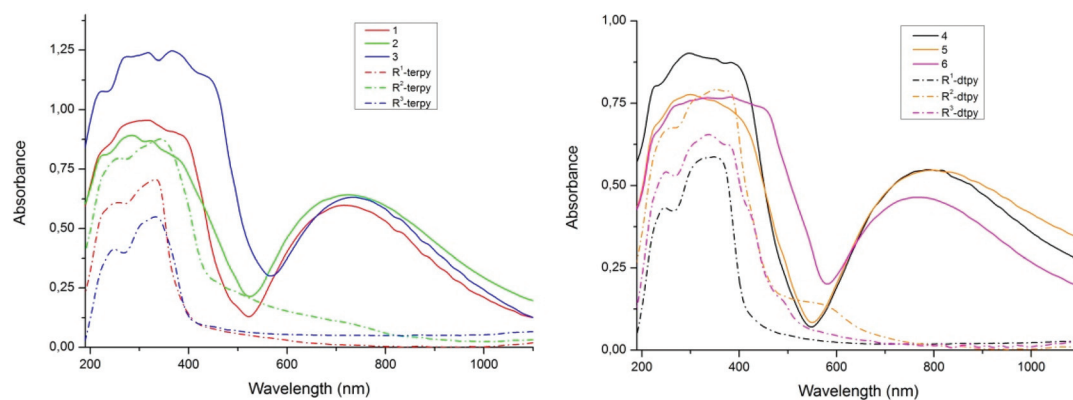 1
2
3
R¹-terpy
R²-terpy
R³-terpy
1,25
1,00
0,75
0,50
0,25
0,00
Absorbance
200 400 600 800 1000
Wavelength (nm)
4
5
6
R¹-dtpy
R²-dtpy
R³-dtpy
1,00
0,75
0,50
0,25
0,00
Absorbance
200 400 600 800 1000
Wavelength (nm)